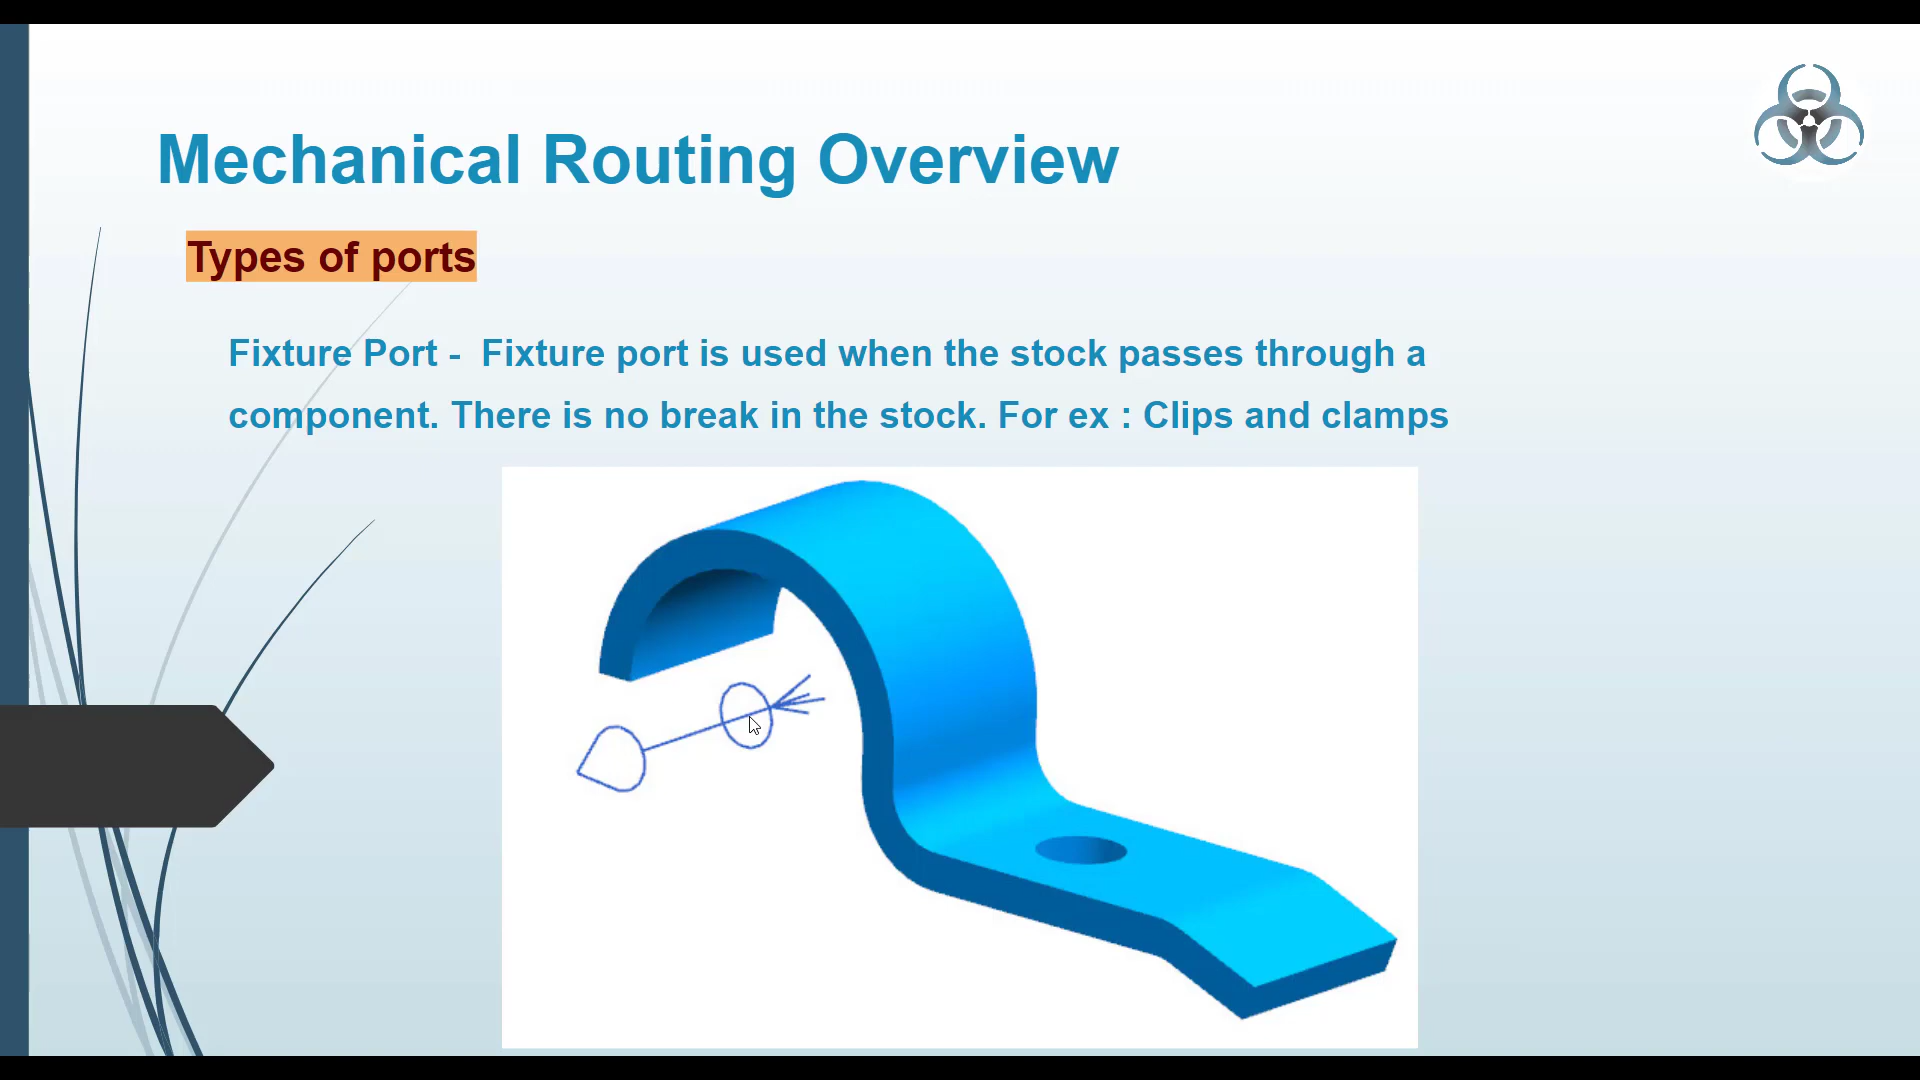 Mechanical Routing Overview
Types of ports
Fixture Port -  Fixture port is used when the stock passes through a
component. There is no break in the stock. For ex : Clips and clamps